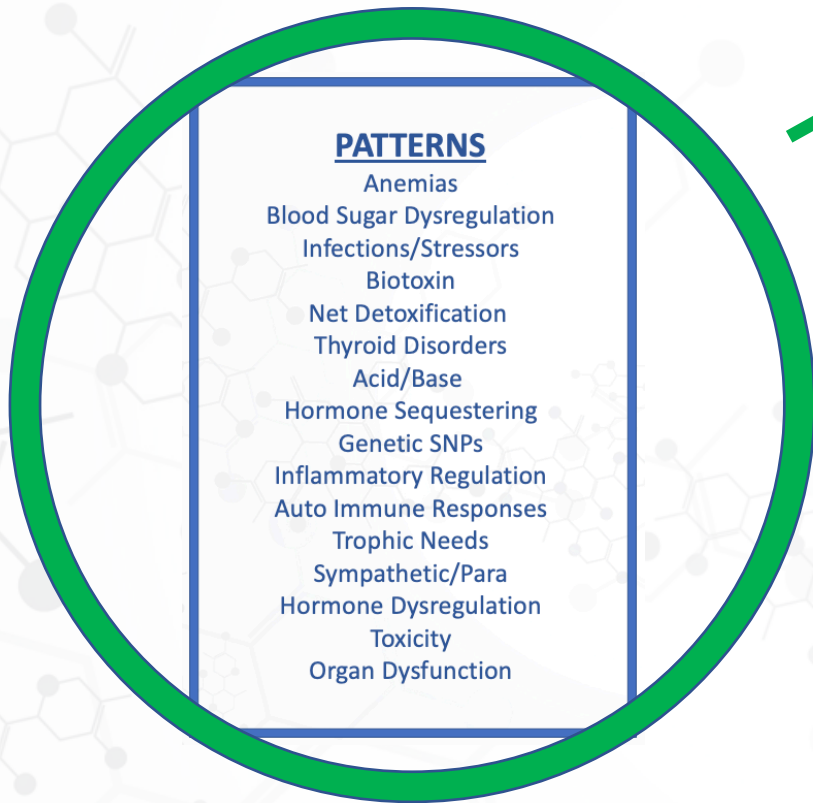 PATTERNS
Anemias
Blood Sugar Dysregulation
Infections/Stressors
Biotoxin
Net Detoxification
Thyroid Disorders
Acid/Base
Hormone Sequestering
Genetic SNPs
Inflammatory Regulation
Auto Immune Responses
Trophic Needs
Sympathetic/Para
Hormone Dysregulation
Toxicity
Organ Dysfunction